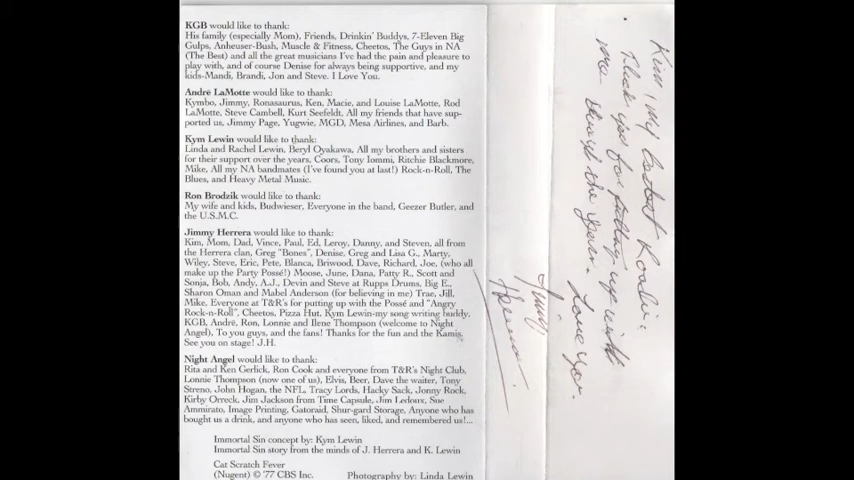 KGB would like to thank:
His family (especially Mom), Friends, Drinkin' Buddys, 7-Eleven Big
Gulps, Anheuser-Bush, Muscle & Fitness, Cheetos, The Guys in NA
(The Best) and all the great musicians I've had the pain and pleasure to
play with, and of course Denise for always being supportive, and my
kids-Mandi, Brandi, Jon and Steve. I Love You.
André LaMotte would like to thank:
Kymbo, Jimmy, Ronasaurus, Ken, Macie, and Louise LaMotte, Rod
LaMotte, Steve Cambell, Kurt Seefeldt, All my friends that have sup-
ported us, Jimmy Page, Yugwie, MGD, Mesa Airlines, and Barb.
Kym Lewin would like to thank:
Linda and Rachel Lewin, Beryl Oyakawa, All my brothers and sisters
for their support over the years, Coors, Tony Iommi, Ritchie Blackmore,
Mike, All my NA bandmates (I've found you at last!) Rock-n-Roll, The
Blues, and Heavy Metal Music.
Ron Brodzik would like to thank:
My wife and kids, Budwieser, Everyone in the band, Geezer Butler, and
the U.S.M.C.
Jimmy Herrera would like to thank:
Kim, Mom, Dad, Vince, Paul, Ed, Leroy, Danny, and Steven, all from
the Herrera clan, Greg "Bones", Denise, Greg and Lisa G., Marty,
Wiley, Steve, Eric, Pete, Blanca, Briwood, Dave, Richard, Joe, (who all
make up the Party Possé!) Moose, June, Dana, Patty R., Scott and
Sonja, Bob, Andy, A.J., Devin and Steve at Rupps Drums, Big E.,
Sharon Oman and Mabel Anderson (for believing in me) Trae, Jill,
Mike, Everyone at T&R's for putting up with the Possé and "Angry
Rock-n-Roll", Cheetos, Pizza Hut, Kym Lewin-my song writing buddy.
KGB, André, Ron, Lonnie and Ilene Thompson (welcome to Night
Angel), To you guys, and the fans! Thanks for the fun and the Kamis,
See you on stage! J.H.
Night Angel would like to thank:
Rita and Ken Gerlick, Ron Cook and everyone from T&R's Night Club,
Lonnie Thompson (now one of us), Elvis, Beer, Dave the waiter, Tony
Streno, John Hogan, the NFL, Tracy Lords, Hacky Sack, Jonny Rock,
Kirby Orreck, Jim Jackson from Time Capsule, Jim Ledoux, Sue
Ammirato, Image Printing, Gatoraid, Shur-gard Storage, Anyone who has
bought us a drink, and anyone who has seen, liked, and remembered us!...
Immortal Sin concept by: Kym Lewin
Immortal Sin story from the minds of J. Herrera and K. Lewin
Cat Scratch Fever
(Nugent) © '77 CBS Inc.
Photography by: Linda Lewin
Kim, my
you for putting up with
me through the years. Love you.
Jimmy
Herrera